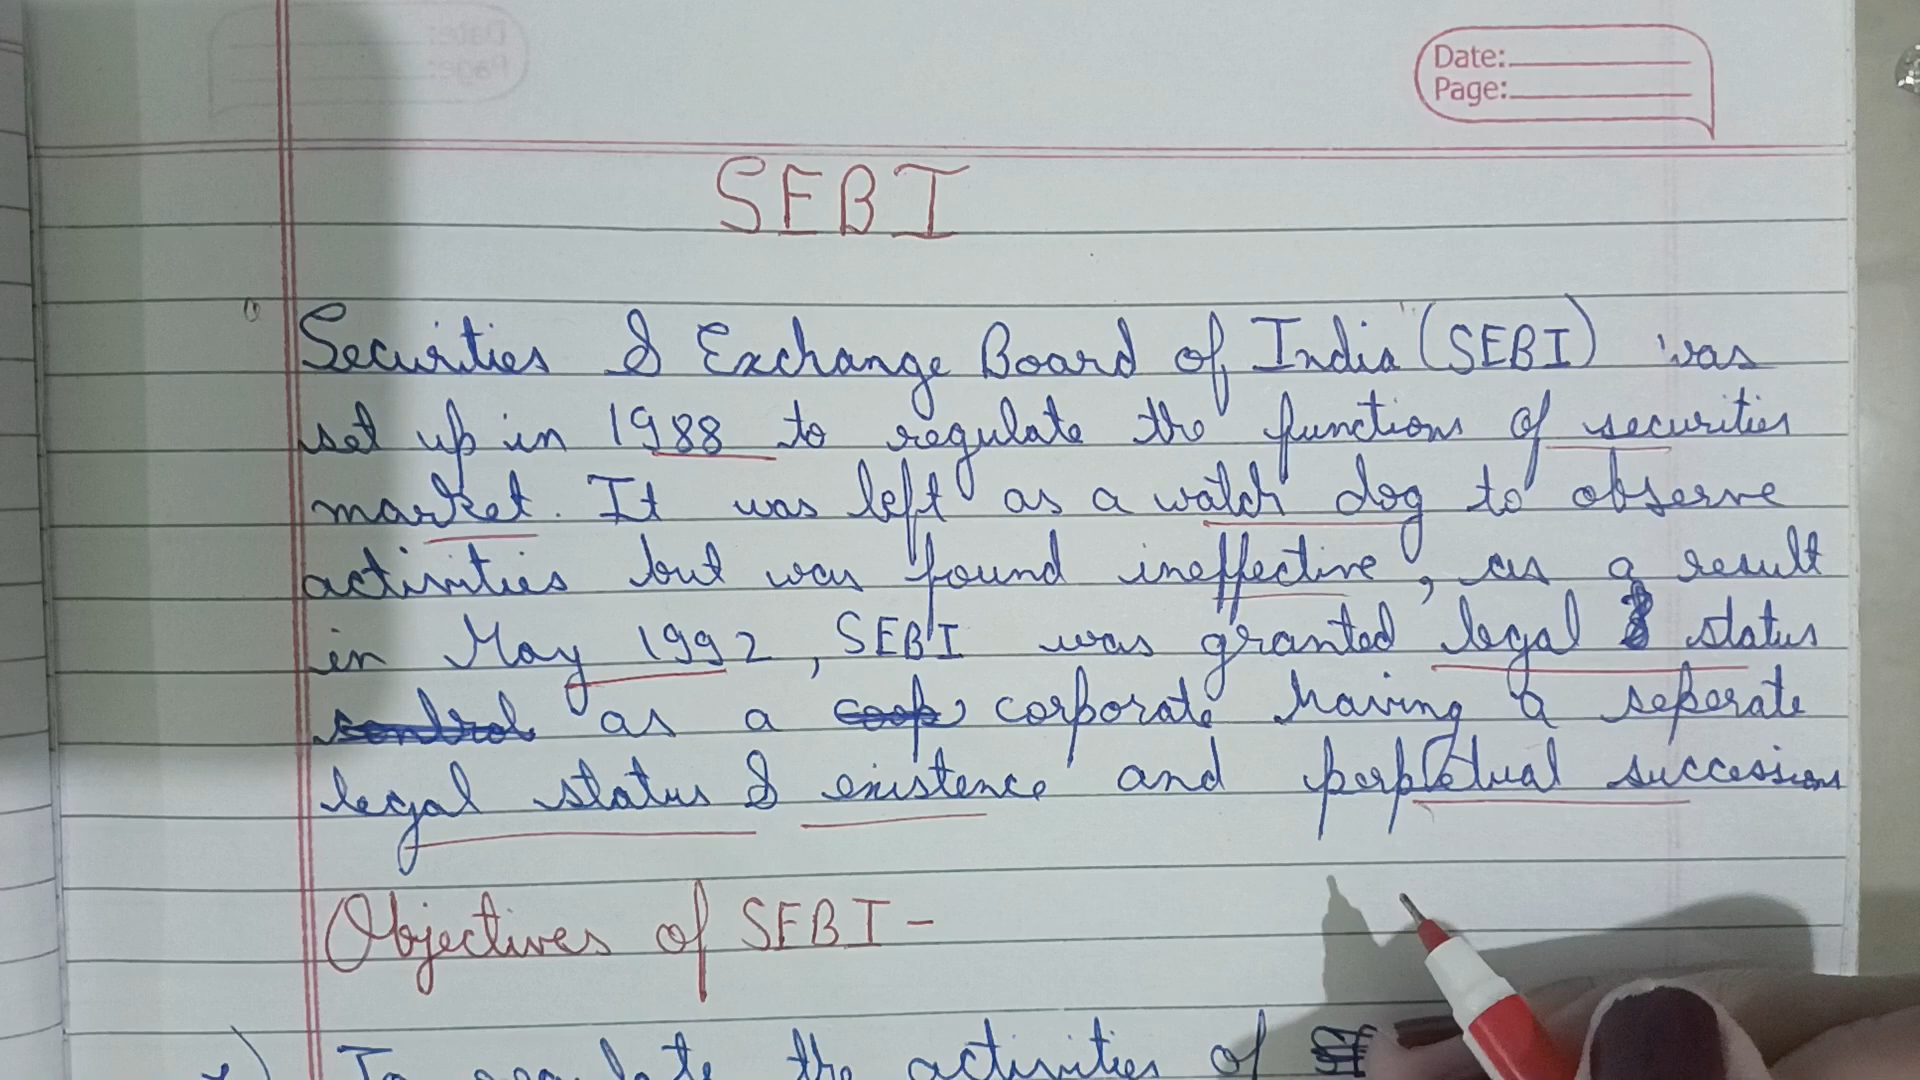 Date:
Page:
SEBI
Securities & Exchange Board of India (SEBI) was
set up in 1988 to regulate the functions of securities
market. It was left as a watch dog to observe
activities but was found ineffective, as a result
in May 1992, SEBI was granted legal status
as a corporate having a seperate
legal status & existence and perpetual succession
Objectives of SEBI -
To regulate the activities of